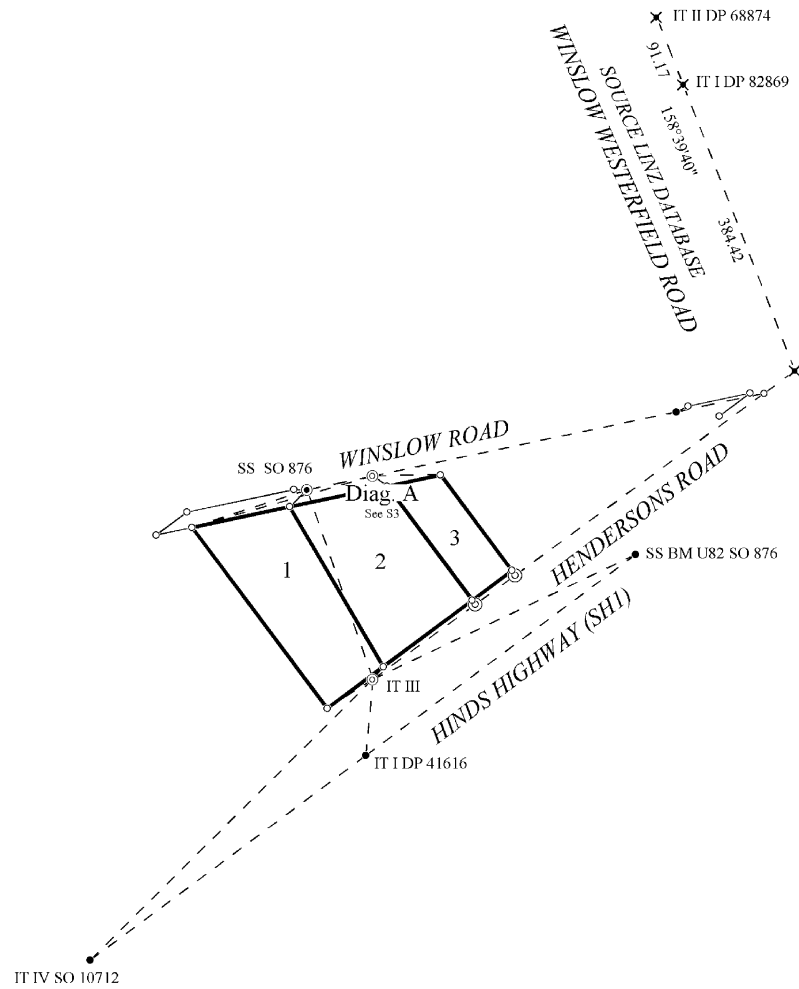 IT II DP 68874
91.17
IT I DP 82869
158°39'40"
SOURCE LINZ DATABASE
WINSLOW WESTERFIELD ROAD
384.42
WINSLOW ROAD
SS SO 876
Diag. A
See S3
HENDERSONS ROAD
3
SS BM U82 SO 876
1
2
HINDS HIGHWAY (SH1)
IT III
IT I DP 41616
IT IV SO 10712